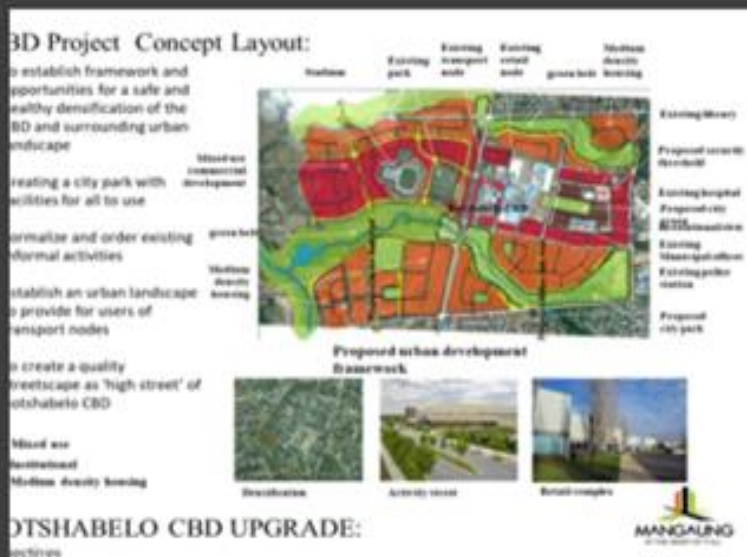 BD Project Concept Layout:
o establish framework and
pportunities for a safe and
ealthy densification of the
BD and surrounding urban
andscape
reating a city park with
acilities for all to use
ormalize and order existing
nformal activities
stablish an urban landscape
o provide for users of
ransport nodes
o create a quality
treetscape as 'high street' of
otshabelo CBD
Mixed use
Institutional
Medium density housing
Stadium
Existing
park
Existing
transport
node
Existing
retail
node
green belt
Medium
density
housing
Mixed use
commercial
development
green belt
Medium
density
housing
Existing library
Proposed security
threshold
Existing hospital
Proposed city
Existing
Municipal offices
Existing police
station
Proposed
city park
Proposed urban development
framework
Densification
Activity street
Retail complex
OTSHABELO CBD UPGRADE:
ectives
MANGAUNG